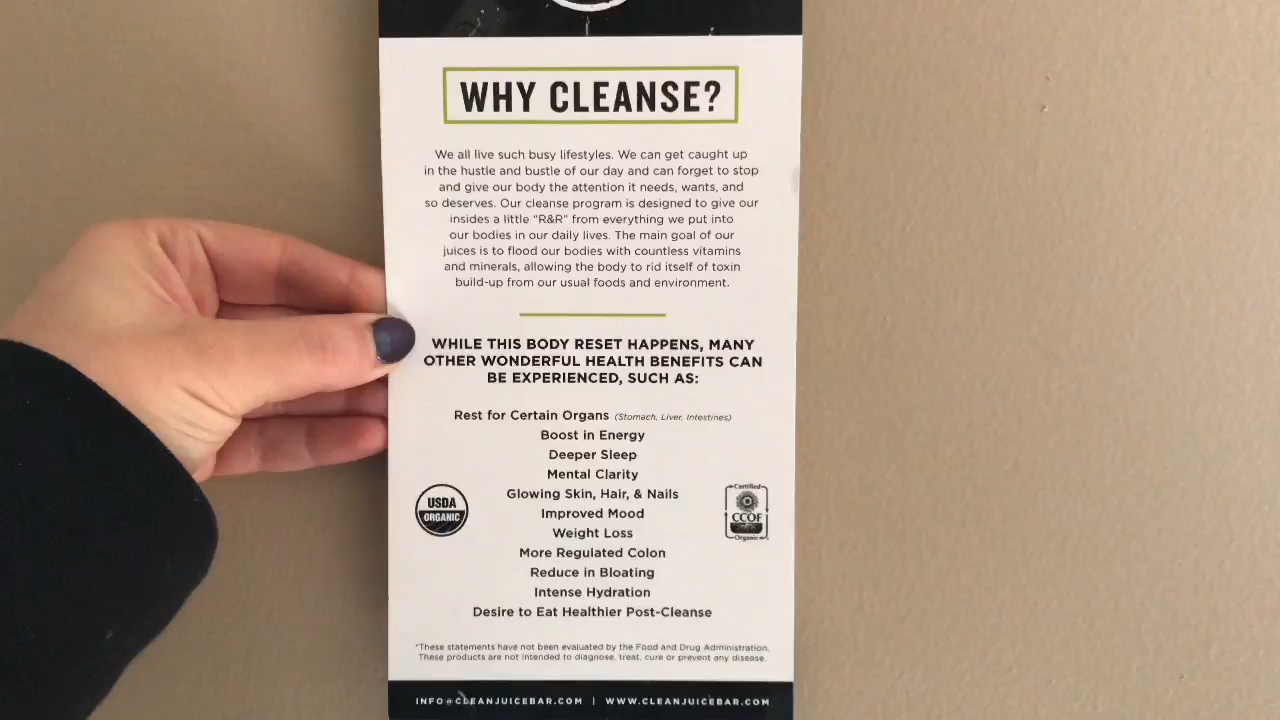 WHY CLEANSE?
We all live such busy lifestyles. We can get caught up
in the hustle and bustle of our day and can forget to stop
and give our body the attention it needs, wants, and
so deserves. Our cleanse program is designed to give our
insides a little “R&R” from everything we put into
our bodies in our daily lives. The main goal of our
juices is to flood our bodies with countless vitamins
and minerals, allowing the body to rid itself of toxin
build-up from our usual foods and environment.
WHILE THIS BODY RESET HAPPENS, MANY
OTHER WONDERFUL HEALTH BENEFITS CAN
BE EXPERIENCED, SUCH AS:
Rest for Certain Organs (Stomach, Liver, Intestines)
Boost in Energy
Deeper Sleep
Mental Clarity
Glowing Skin, Hair, & Nails
Improved Mood
Weight Loss
More Regulated Colon
Reduce in Bloating
Intense Hydration
Desire to Eat Healthier Post-Cleanse
USDA
ORGANIC
Certified
CCOF
Organic
*These statements have not been evaluated by the Food and Drug Administration.
These products are not intended to diagnose, treat, cure or prevent any disease.
INFO@CLEANJUICEBAR.COM | WWW.CLEANJUICEBAR.COM